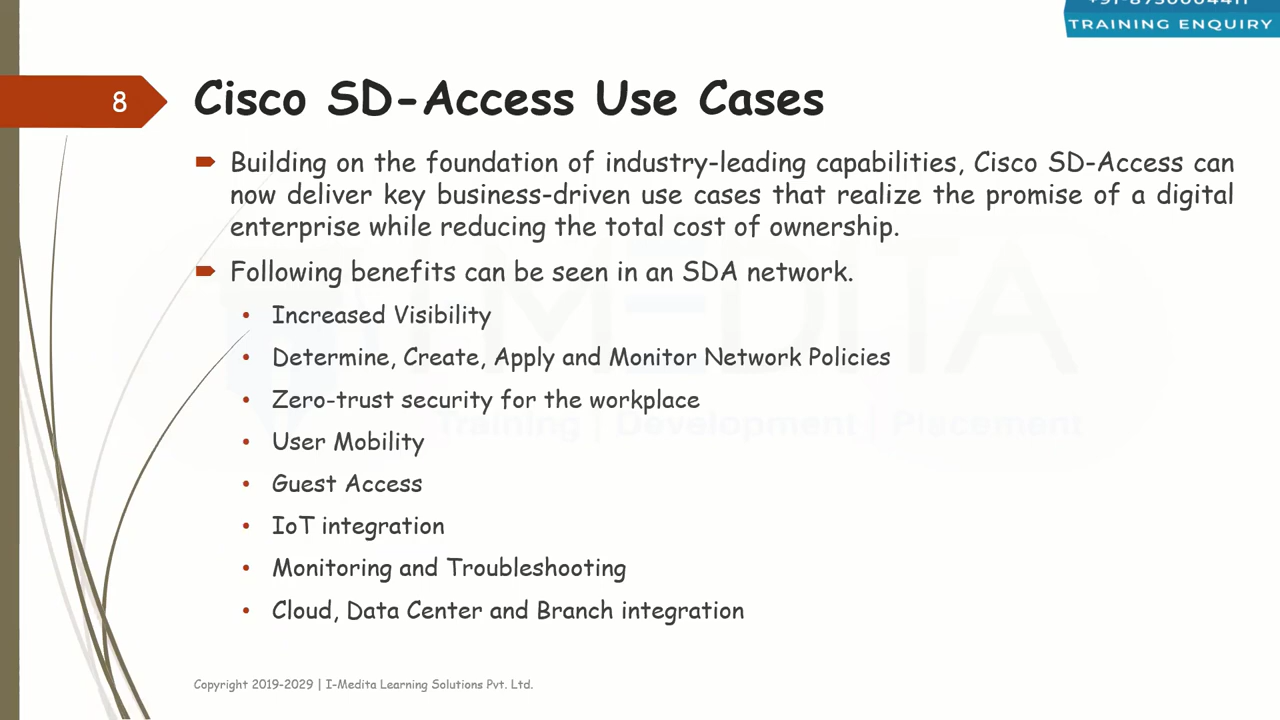 TRAINING ENQUIRY
8
Cisco SD-Access Use Cases
Building on the foundation of industry-leading capabilities, Cisco SD-Access can
now deliver key business-driven use cases that realize the promise of a digital
enterprise while reducing the total cost of ownership.
Following benefits can be seen in an SDA network.
• Increased Visibility
• Determine, Create, Apply and Monitor Network Policies
• Zero-trust security for the workplace
• User Mobility
• Guest Access
• IoT integration
• Monitoring and Troubleshooting
• Cloud, Data Center and Branch integration
I-MEDITA
Training | Development | Placement
Copyright 2019-2029 | I-Medita Learning Solutions Pvt. Ltd.